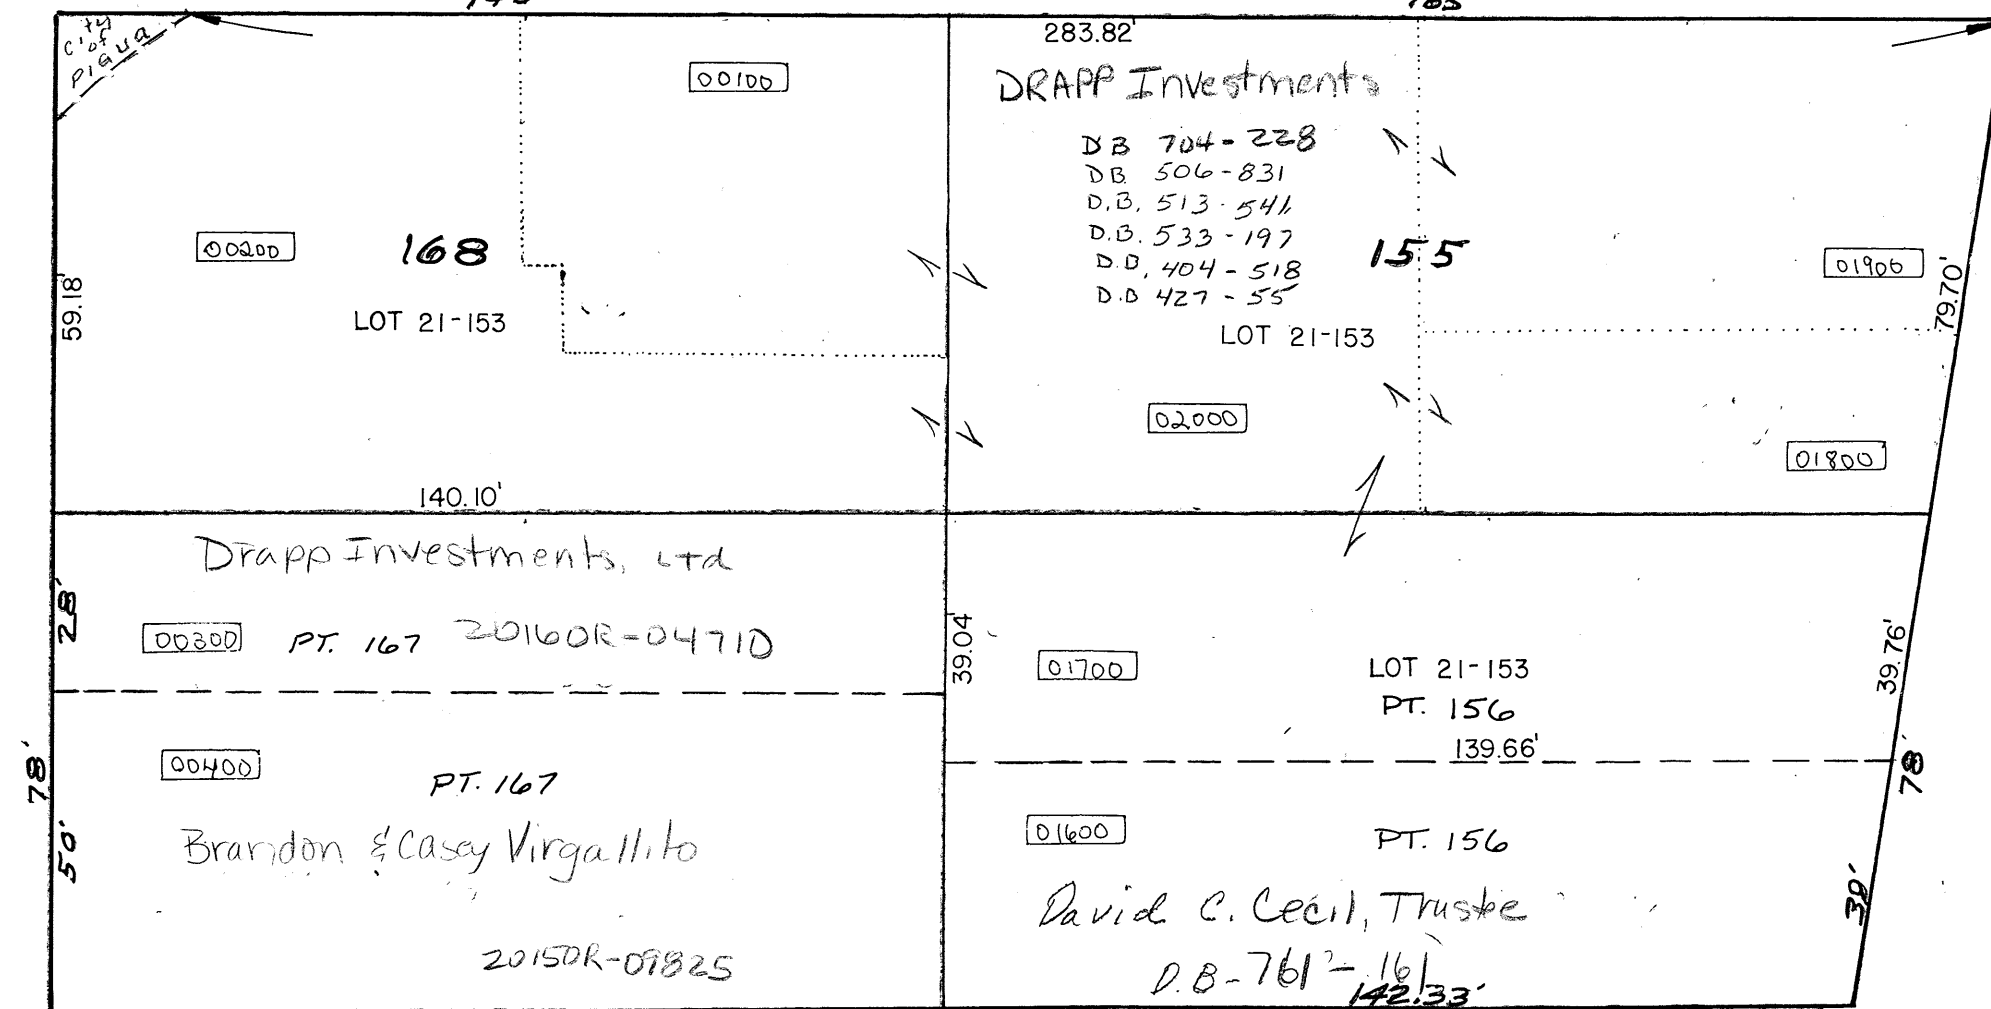 City
of
PIQUA
00100
283.82'
DRAPP Investments
DB 704-228
DB. 506-831
D.B. 513-541
D.B. 533-197
D.B. 404-518
D.B 427-55
00200
168
155
01900
59.18'
LOT 21-153
LOT 21-153
79.70'
02000
01800
140.10'
Drapp Investments, Ltd
28'
00300
PT. 167
2016OR-04710
39.04'
01700
LOT 21-153
PT. 156
39.76'
139.66'
00400
PT. 167
78'
78'
01600
PT. 156
50'
Brandon & Casey Virgallito
David C. Cecil, Trustee
39'
2015OR-09825
D.B-761-161
142.33'